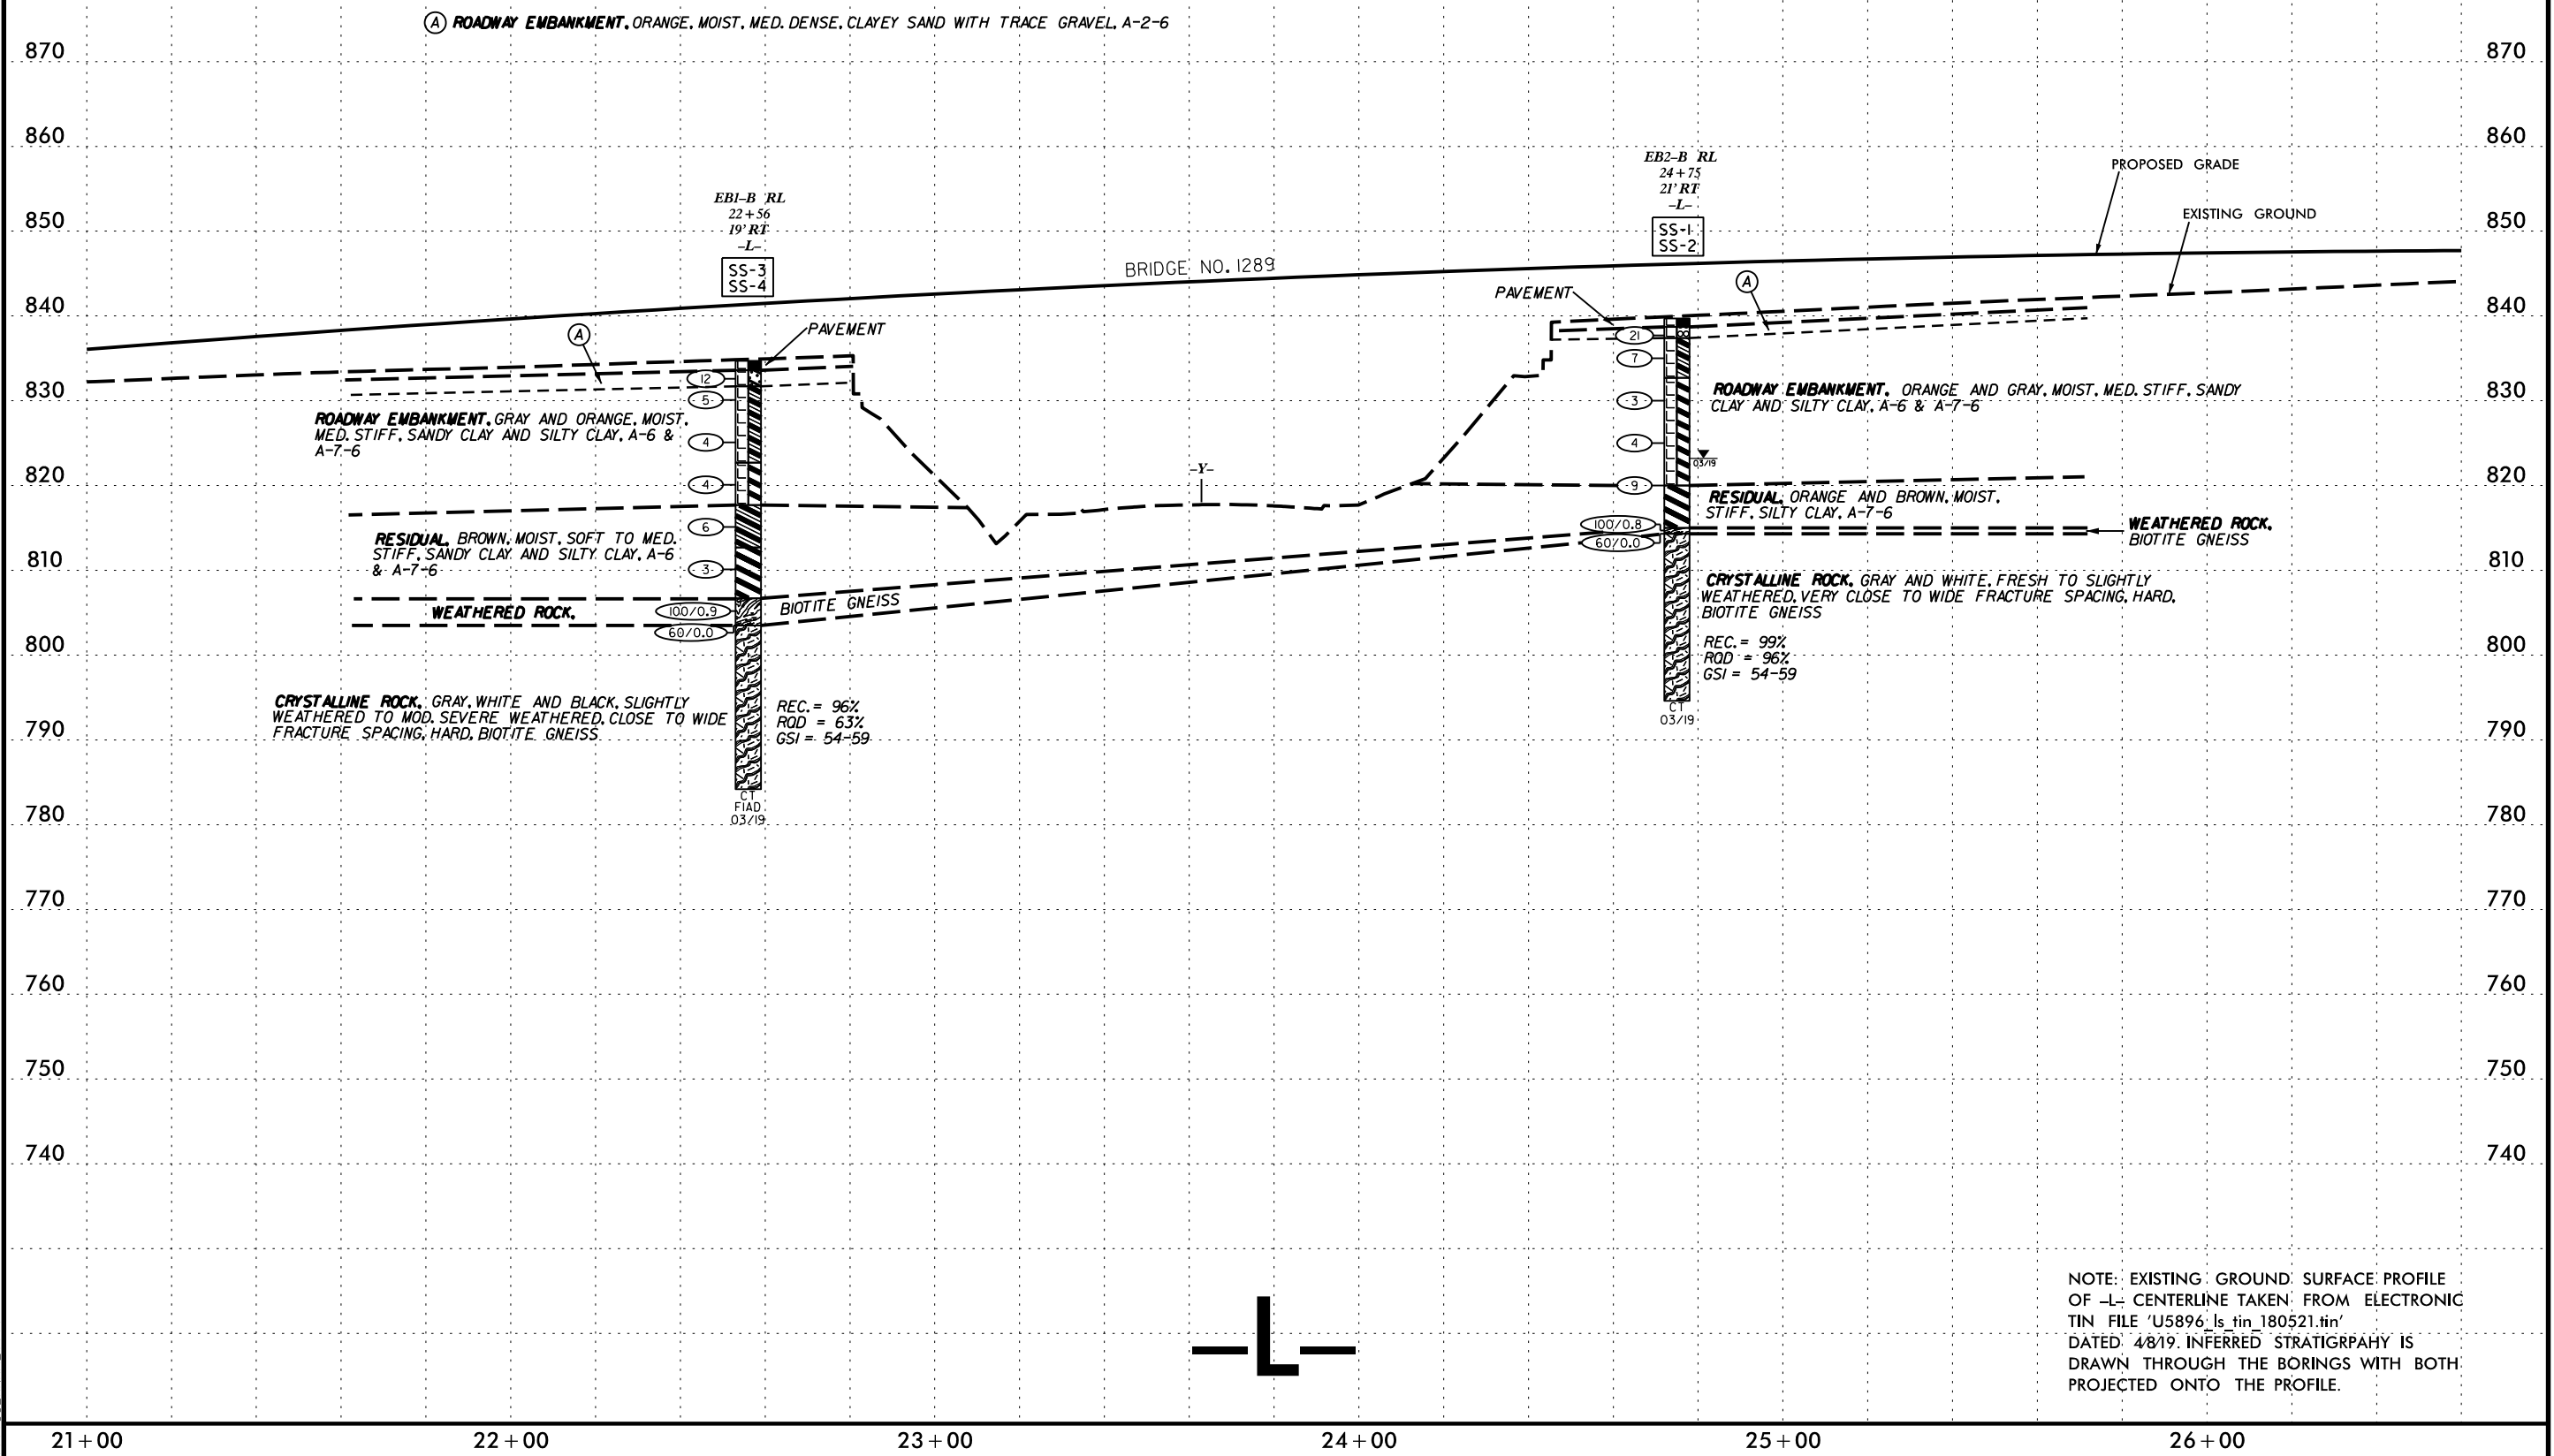 Ⓐ ROADWAY EMBANKMENT, ORANGE, MOIST, MED. DENSE, CLAYEY SAND WITH TRACE GRAVEL, A-2-6
870
870
860
860
EB2-B RL
24+75
21' RT
-L-
SS-1
SS-2
PROPOSED GRADE
EB1-B RL
22+56
19' RT
-L-
SS-3
SS-4
EXISTING GROUND
850
850
BRIDGE NO. 1289
840
840
PAVEMENT
A
A
PAVEMENT
21
7
3
4
9
100/0.8
60/0.0
12
5
4
4
6
3
100/0.9
60/0.0
830
830
ROADWAY EMBANKMENT, ORANGE AND GRAY, MOIST, MED. STIFF, SANDY
CLAY AND SILTY CLAY, A-6 & A-7-6
ROADWAY EMBANKMENT, GRAY AND ORANGE, MOIST,
MED. STIFF, SANDY CLAY AND SILTY CLAY, A-6 &
A-7-6
03/19
820
820
-Y-
RESIDUAL, ORANGE AND BROWN, MOIST,
STIFF, SILTY CLAY, A-7-6
WEATHERED ROCK,
BIOTITE GNEISS
RESIDUAL, BROWN, MOIST, SOFT TO MED.
STIFF, SANDY CLAY AND SILTY CLAY, A-6
& A-7-6
810
810
CRYSTALLINE ROCK, GRAY AND WHITE, FRESH TO SLIGHTLY
WEATHERED, VERY CLOSE TO WIDE FRACTURE SPACING, HARD,
BIOTITE GNEISS
WEATHERED ROCK,
BIOTITE GNEISS
800
800
REC.= 99%
RQD = 96%
GSI = 54-59
CRYSTALLINE ROCK, GRAY, WHITE AND BLACK, SLIGHTLY
WEATHERED TO MOD. SEVERE WEATHERED, CLOSE TO WIDE
FRACTURE SPACING, HARD, BIOTITE GNEISS
REC.= 96%
RQD = 63%
GSI = 54-59
CT
03/19
790
790
CT
FIAD
03/19
780
780
770
770
760
760
750
750
740
740
-L-
NOTE: EXISTING GROUND SURFACE PROFILE
OF -L- CENTERLINE TAKEN FROM ELECTRONIC
TIN FILE 'U5896_ls_tin_180521.tin'
DATED 4/8/19. INFERRED STRATIGRPAHY IS
DRAWN THROUGH THE BORINGS WITH BOTH
PROJECTED ONTO THE PROFILE.
21+00
22+00
23+00
24+00
25+00
26+00